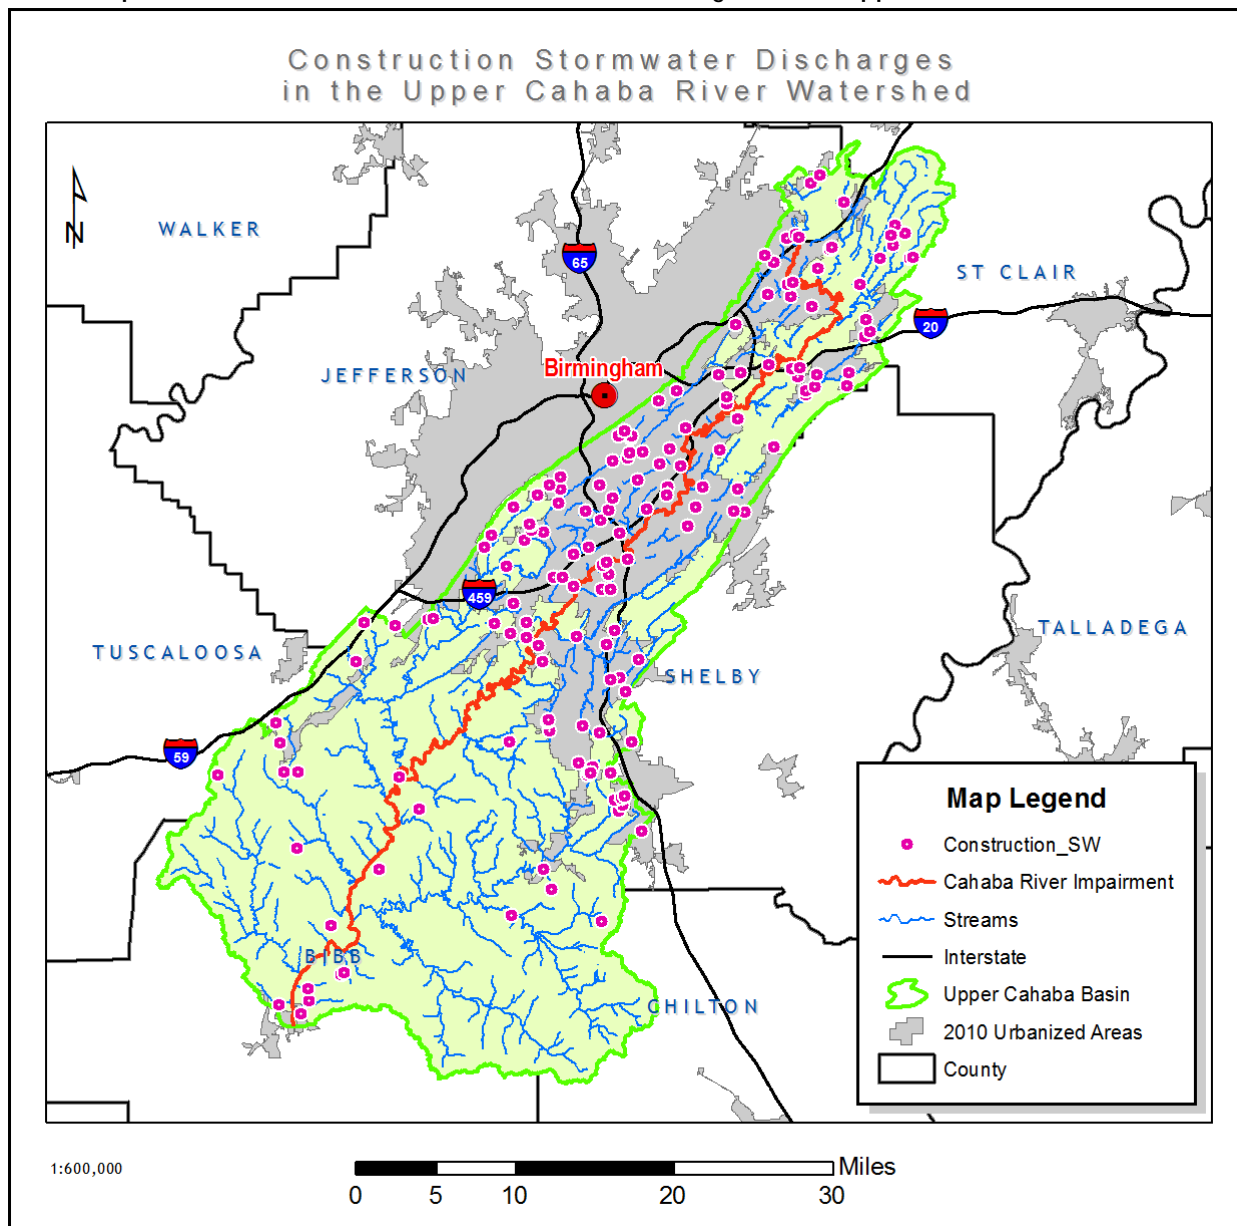 Construction Stormwater Discharges
in the Upper Cahaba River Watershed
N
WALKER
65
ST CLAIR
20
JEFFERSON
Birmingham
459
TUSCALOOSA
TALLADEGA
SHELBY
59
BIBB
CHILTON
Map Legend
Construction_SW
Cahaba River Impairment
Streams
Interstate
Upper Cahaba Basin
2010 Urbanized Areas
County
1:600,000
Miles
0 5 10 20 30